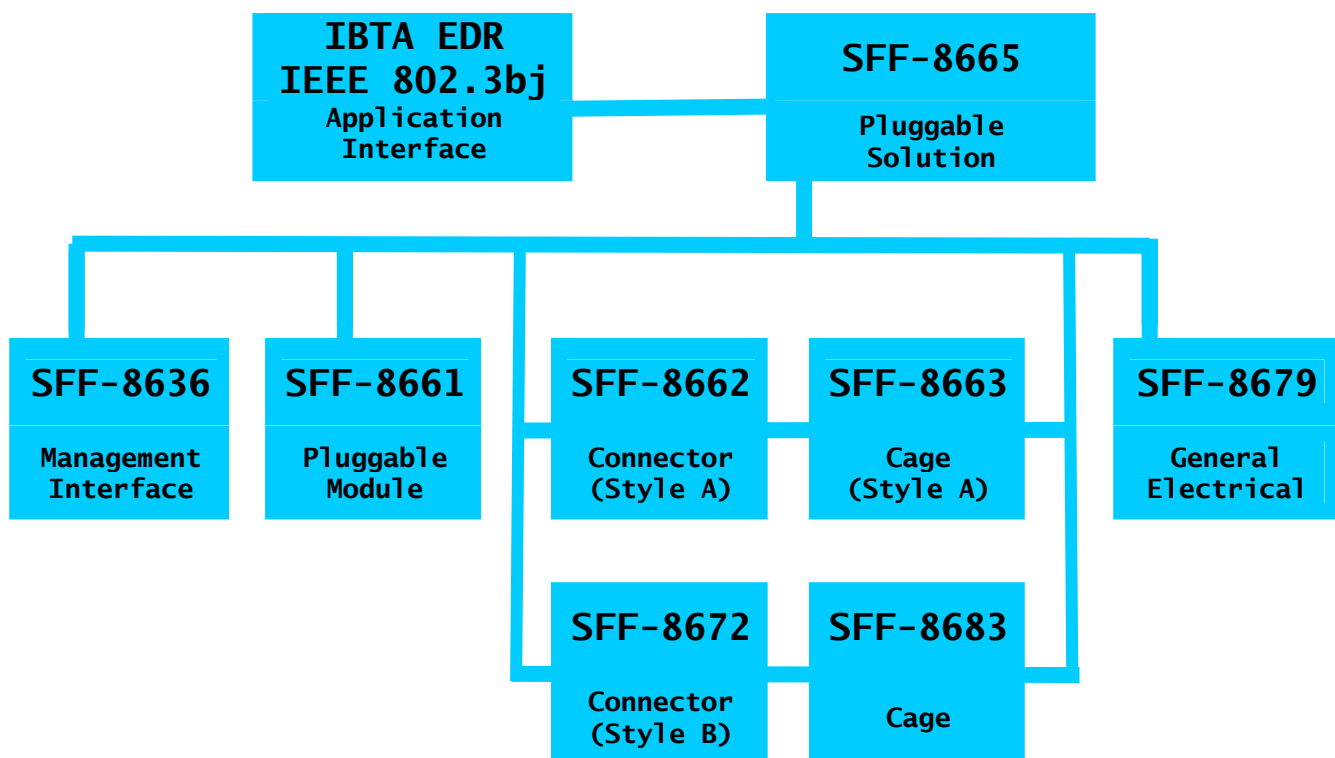 IBTA EDR
IEEE 802.3bj
Application
Interface
SFF-8665
Pluggable
Solution
SFF-8636
Management
Interface
SFF-8661
Pluggable
Module
SFF-8662
Connector
(Style A)
SFF-8663
Cage
(Style A)
SFF-8679
General
Electrical
SFF-8672
Connector
(Style B)
SFF-8683
Cage